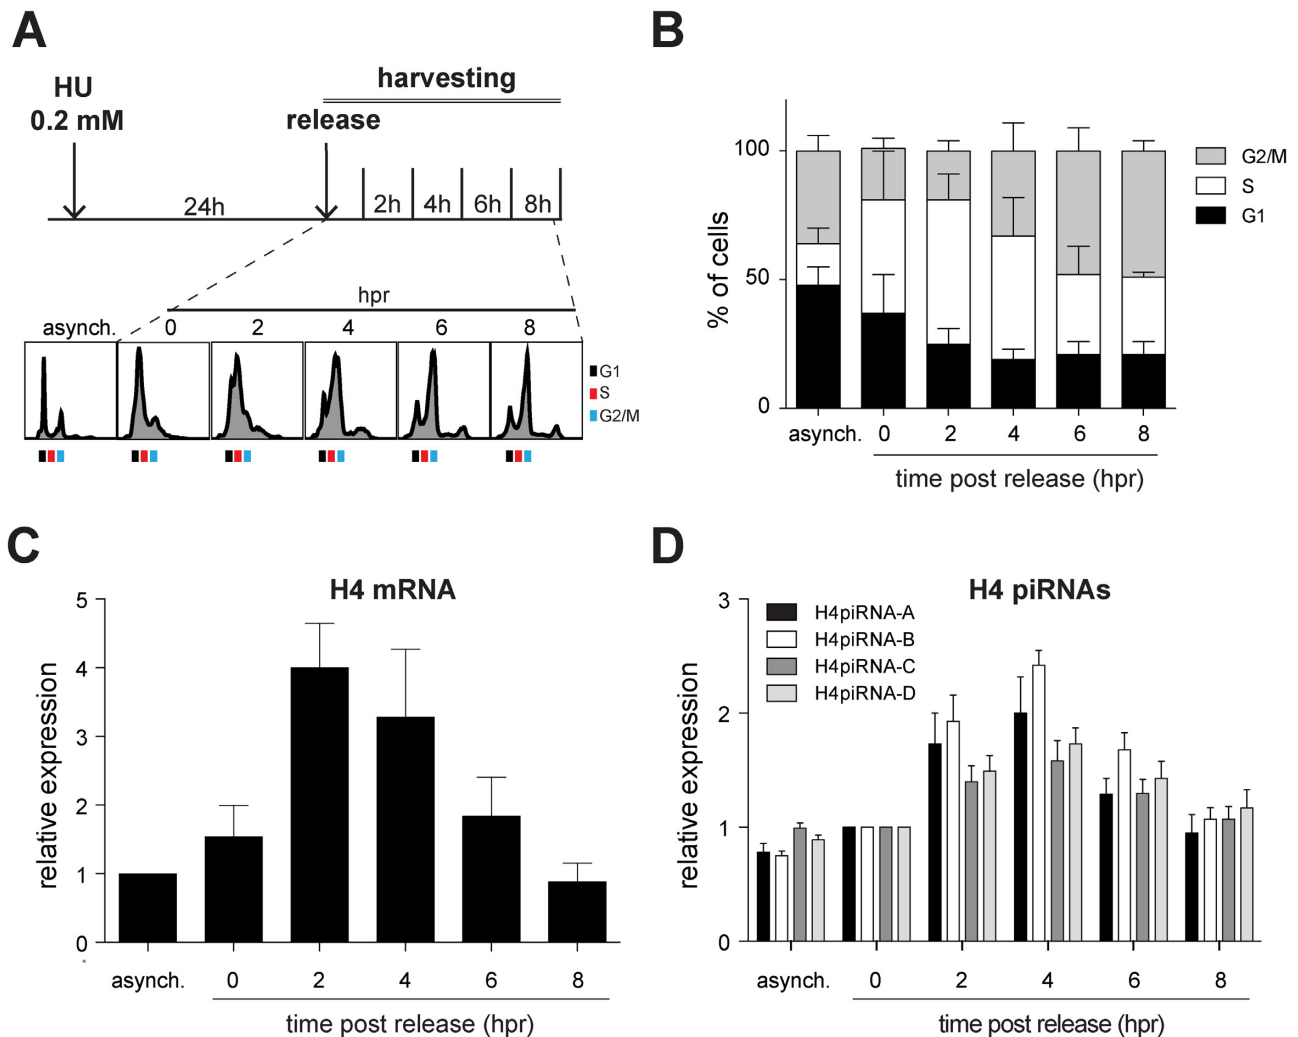 A
HU
0.2 mM
release
harvesting
24h
2h
4h
6h
8h
hpr
asynch.
0
2
4
6
8
G1
S
G2/M
B
% of cells
100
50
0
G2/M
S
G1
asynch.
0
2
4
6
8
time post release (hpr)
C
H4 mRNA
relative expression
5
4
3
2
1
0
asynch.
0
2
4
6
8
time post release (hpr)
D
H4 piRNAs
relative expression
3
2
1
0
H4piRNA-A
H4piRNA-B
H4piRNA-C
H4piRNA-D
asynch.
0
2
4
6
8
time post release (hpr)